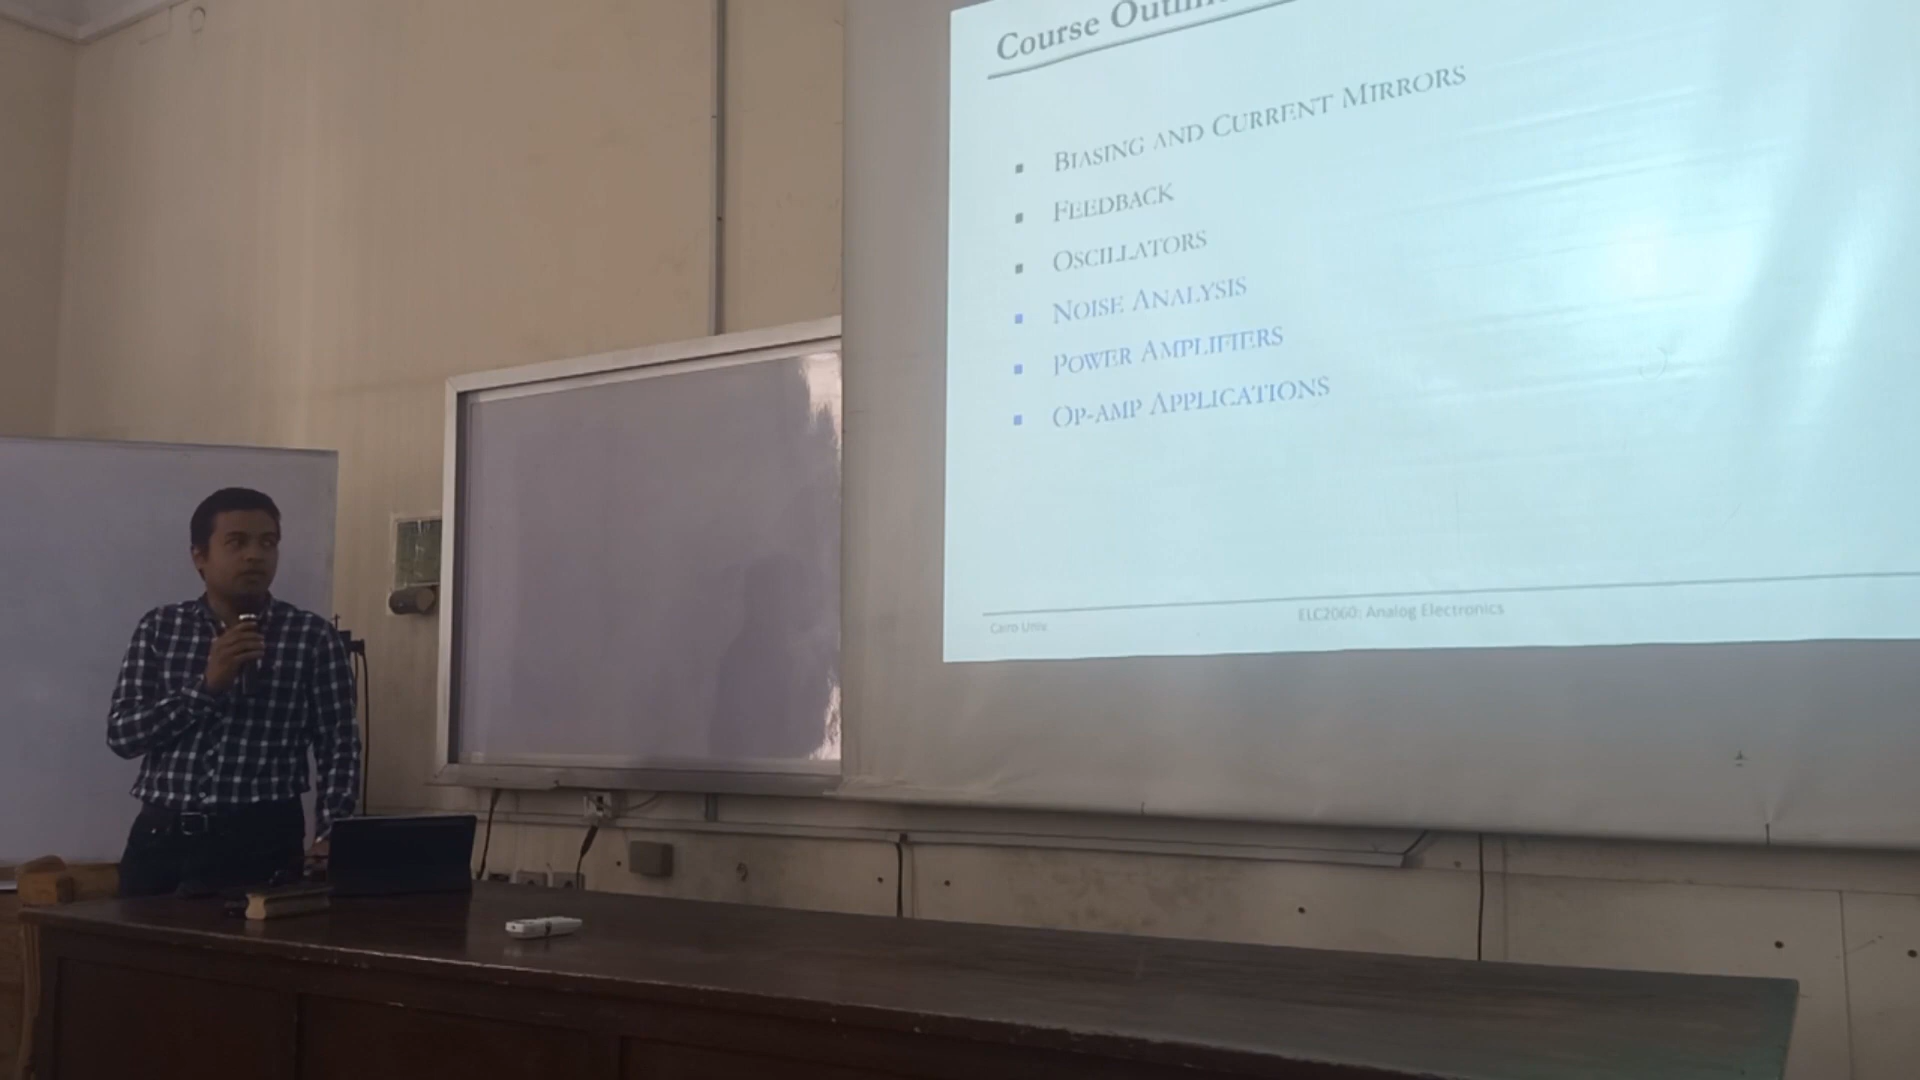 Course
BIASING AND CURRENT MIRRORS
FEEDBACK
OSCILLATORS
NOISE ANALYSIS
POWER AMPLIFIERS
OP-AMP APPLICATIONS
Cairo Univ.
ELC2060: Analog Electronics